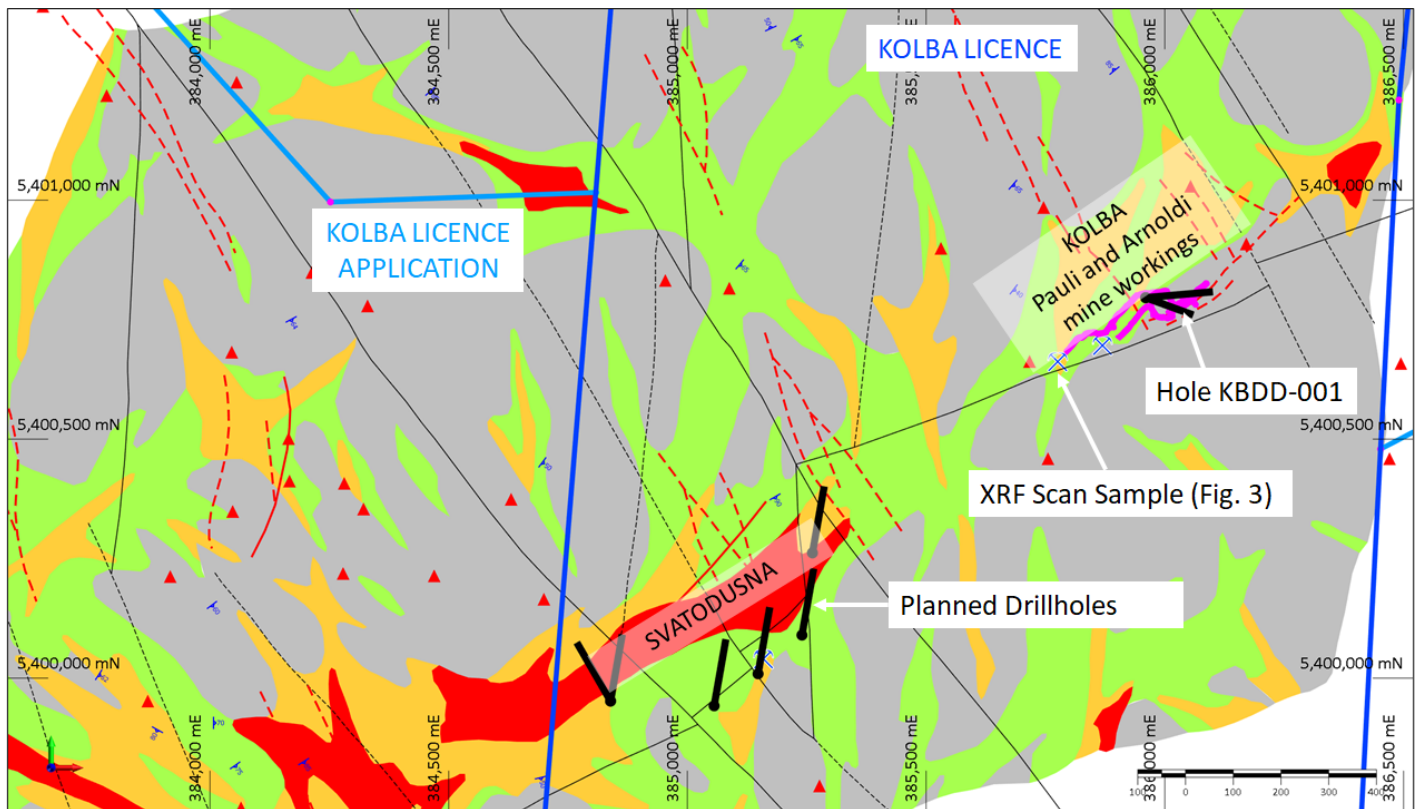 384,000 mE
384,500 mE
385,000 mE
KOLBA LICENCE
386,000 mE
386,500 mE
5,401,000 mN
5,401,000 mN
KOLBA LICENCE
APPLICATION
KOLBA
Pauli and Arnoldi
mine workings
Hole KBDD-001
5,400,500 mN
5,400,500 mN
XRF Scan Sample (Fig. 3)
SVATODUSNA
Planned Drillholes
5,400,000 mN
5,400,000 mN
384,000 mE
384,500 mE
385,000 mE
385,500 mE
386,000 mE
386,500 mE
100 0 100 200 300 400